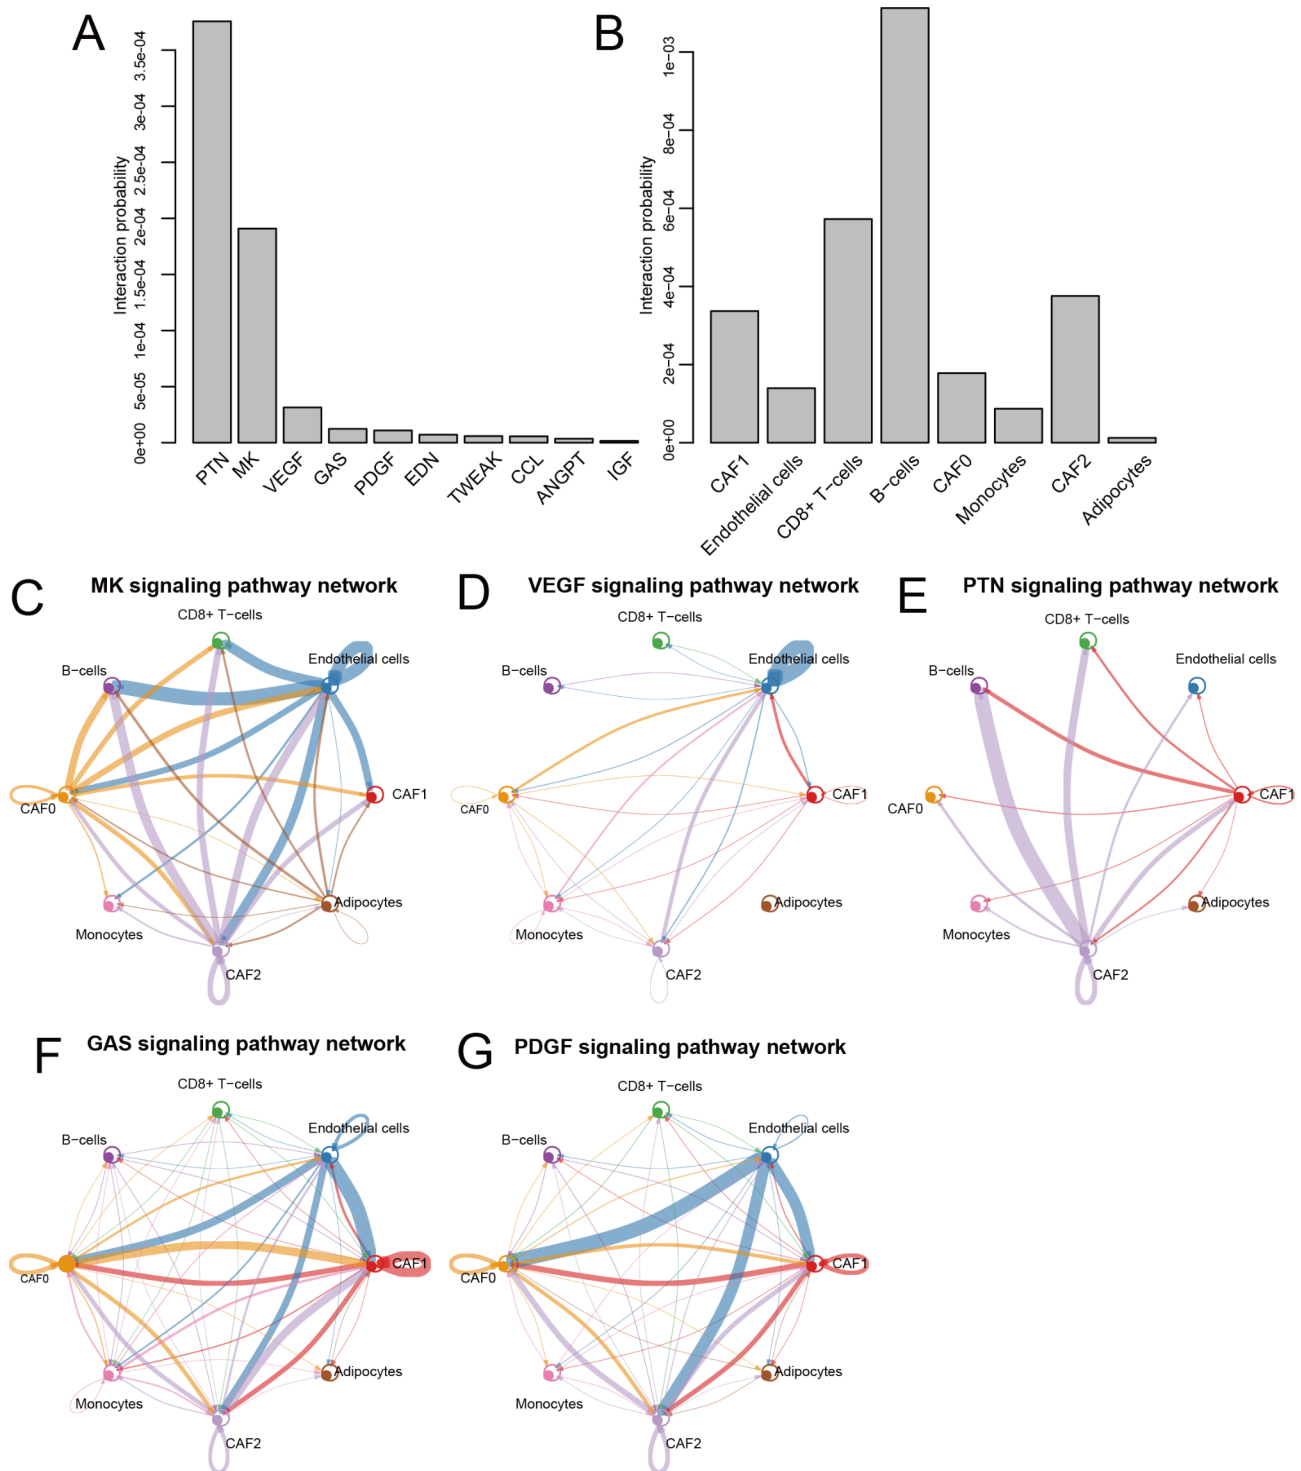 A
Interaction probability
3.5e-04
3e-04
2.5e-04
2e-04
1.5e-04
1e-04
5e-05
0e+00
PTN
MK
VEGF
GAS
PDGF
EDN
TWEAK
CCL
ANGPT
IGF
B
Interaction probability
1e-03
8e-04
6e-04
4e-04
2e-04
0e+00
CAF1
Endothelial cells
CD8+ T-cells
B-cells
CAF0
Monocytes
CAF2
Adipocytes
C
MK signaling pathway network
CD8+ T-cells
Endothelial cells
B-cells
CAF0
CAF1
Monocytes
Adipocytes
CAF2
D
VEGF signaling pathway network
CD8+ T-cells
Endothelial cells
B-cells
CAF0
CAF1
Monocytes
Adipocytes
CAF2
E
PTN signaling pathway network
CD8+ T-cells
Endothelial cells
B-cells
CAF0
CAF1
Monocytes
Adipocytes
CAF2
F
GAS signaling pathway network
CD8+ T-cells
Endothelial cells
B-cells
CAF0
CAF1
Monocytes
Adipocytes
CAF2
G
PDGF signaling pathway network
CD8+ T-cells
Endothelial cells
B-cells
CAF0
CAF1
Monocytes
Adipocytes
CAF2